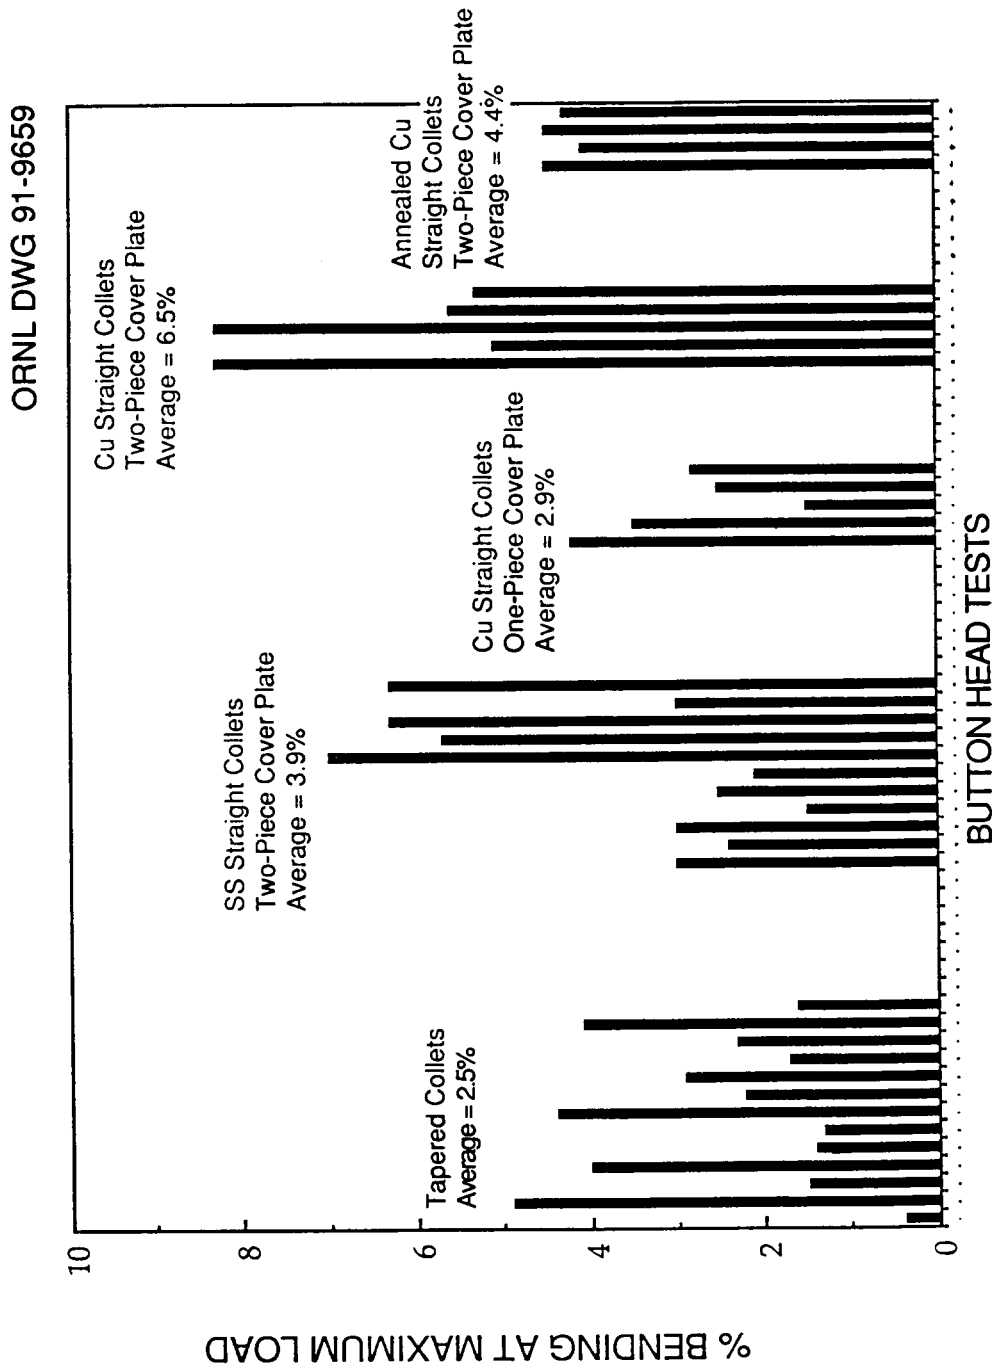 ORNL DWG 91-9659
% BENDING AT MAXIMUM LOAD
10
8
6
4
2
0
Tapered Collets
Average = 2.5%
SS Straight Collets
Two-Piece Cover Plate
Average = 3.9%
Cu Straight Collets
One-Piece Cover Plate
Average = 2.9%
Cu Straight Collets
Two-Piece Cover Plate
Average = 6.5%
Annealed Cu
Straight Collets
Two-Piece Cover Plate
Average = 4.4%
BUTTON HEAD TESTS